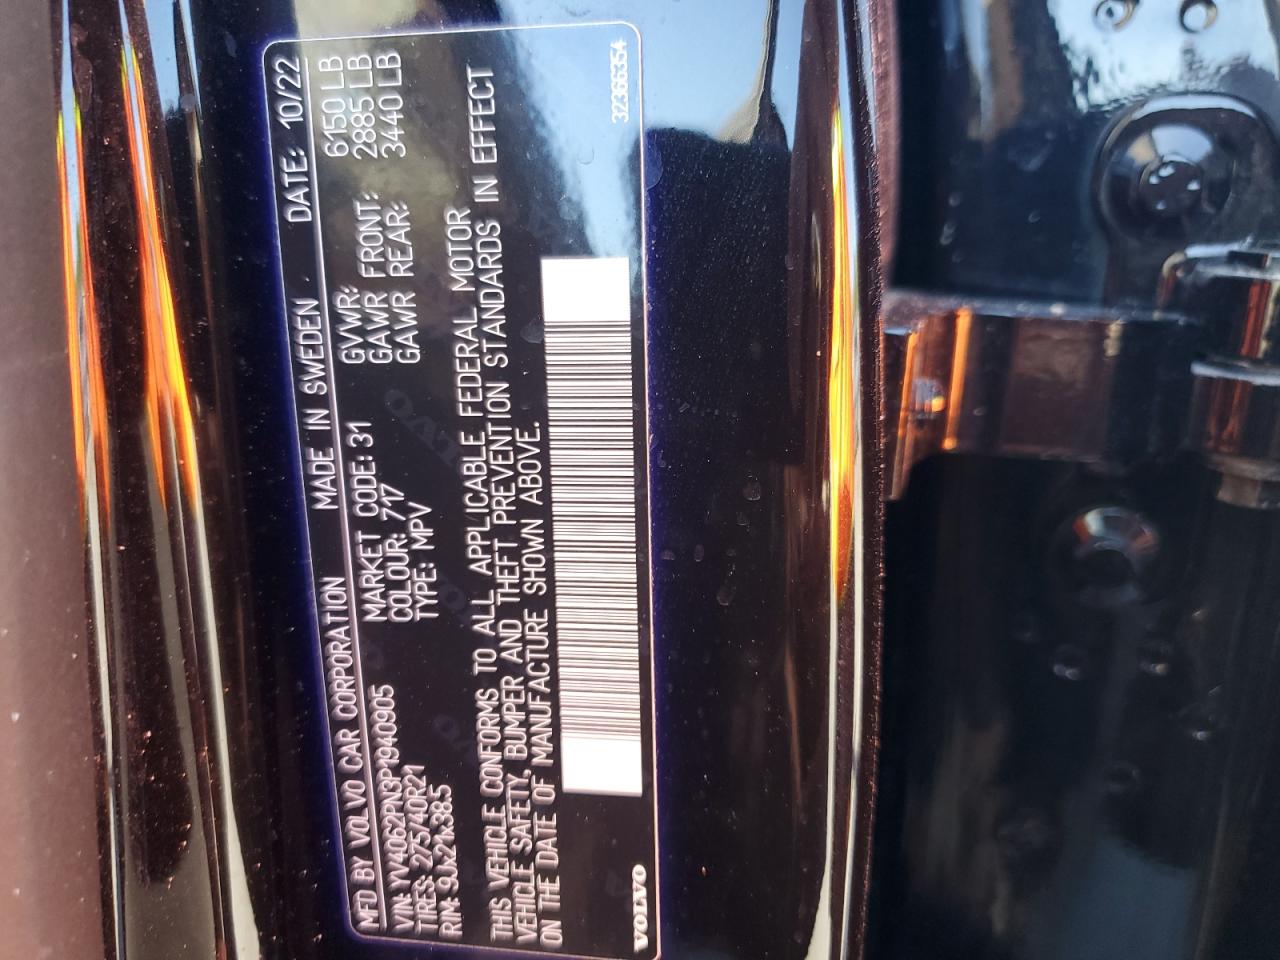 MFD BY VOLVO CAR CORPORATION MADE IN SWEDEN DATE: 10/22
VIN: YV4062PN3P1940905 MARKET CODE: 31 GVWR: 6150 LB
TIRES: 275/40R21 COLOUR: 717 GAWR FRONT: 2885 LB
RIM: 9Jx21x38.5 TYPE: MPV GAWR REAR: 3440 LB
THIS VEHICLE CONFORMS TO ALL APPLICABLE FEDERAL MOTOR
VEHICLE SAFETY, BUMPER AND THEFT PREVENTION STANDARDS IN EFFECT
ON THE DATE OF MANUFACTURE SHOWN ABOVE.
VOLVO 32366354